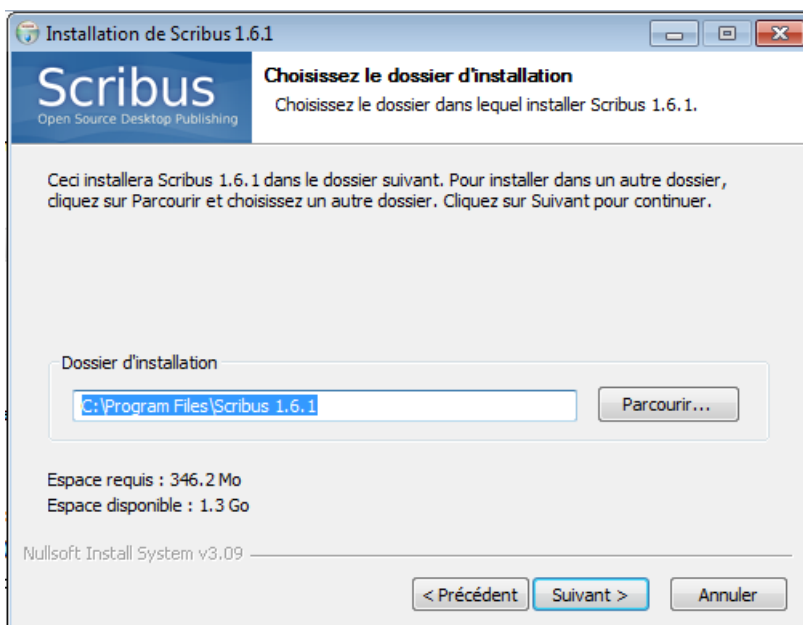 Installation de Scribus 1.6.1
Scribus
Open Source Desktop Publishing
Choisissez le dossier d'installation
Choisissez le dossier dans lequel installer Scribus 1.6.1.
Ceci installera Scribus 1.6.1 dans le dossier suivant. Pour installer dans un autre dossier,
cliquez sur Parcourir et choisissez un autre dossier. Cliquez sur Suivant pour continuer.
Dossier d'installation
C:\Program Files\Scribus 1.6.1
Parcourir...
Espace requis : 346.2 Mo
Espace disponible : 1.3 Go
Nullsoft Install System v3.09
< Précédent
Suivant >
Annuler